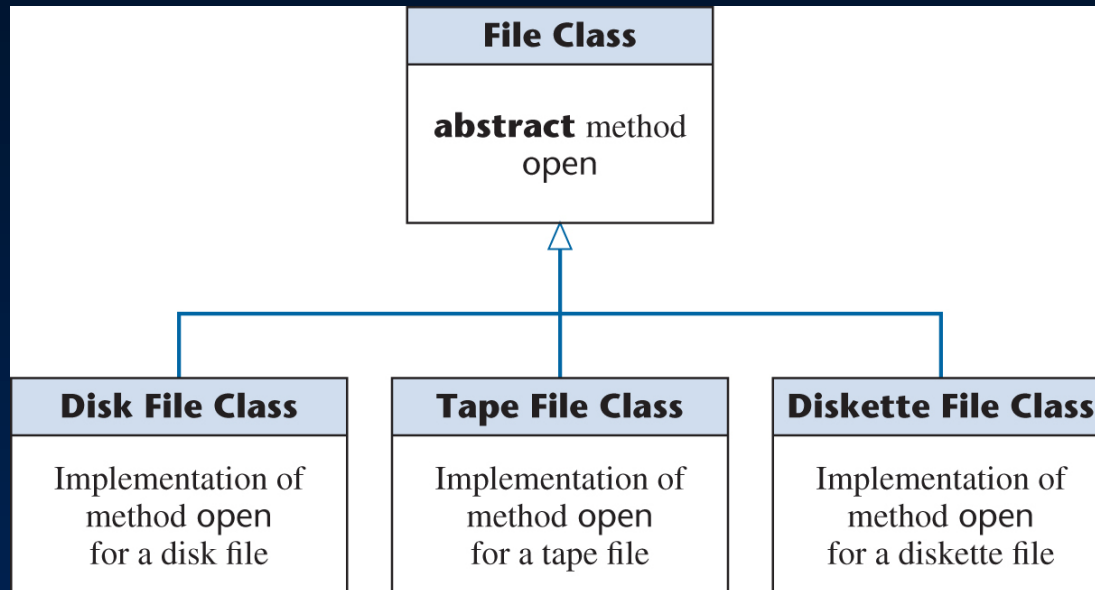 File Class
abstract method
open
Disk File Class
Implementation of
method open
for a disk file
Tape File Class
Implementation of
method open
for a tape file
Diskette File Class
Implementation of
method open
for a diskette file